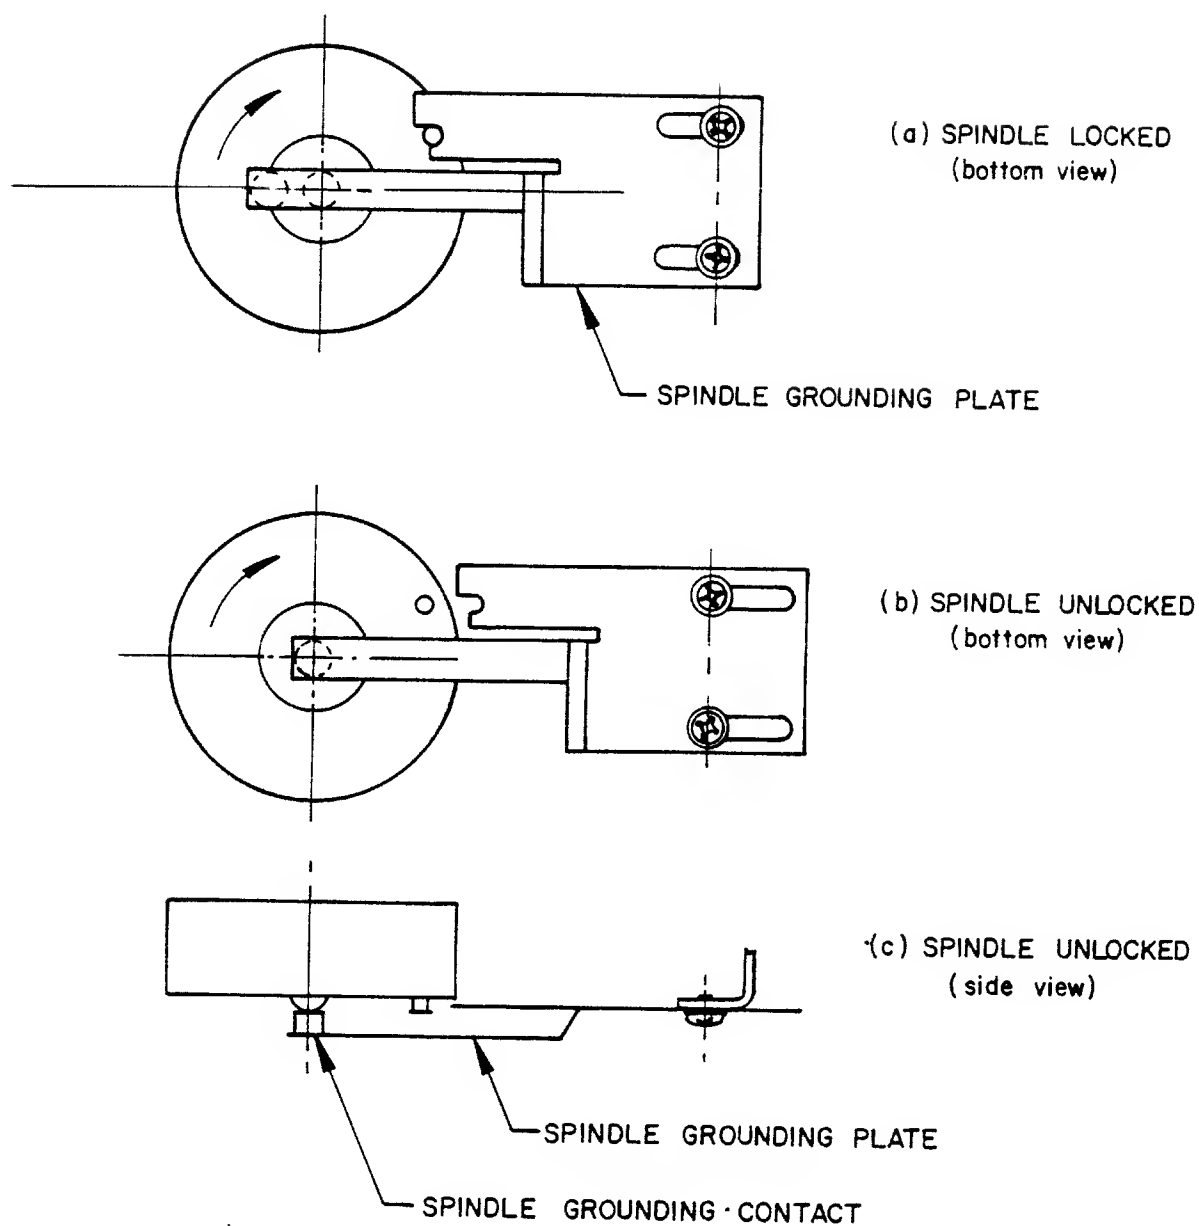 (a) SPINDLE LOCKED
(bottom view)
SPINDLE GROUNDING PLATE
(b) SPINDLE UNLOCKED
(bottom view)
(c) SPINDLE UNLOCKED
(side view)
SPINDLE GROUNDING PLATE
SPINDLE GROUNDING CONTACT